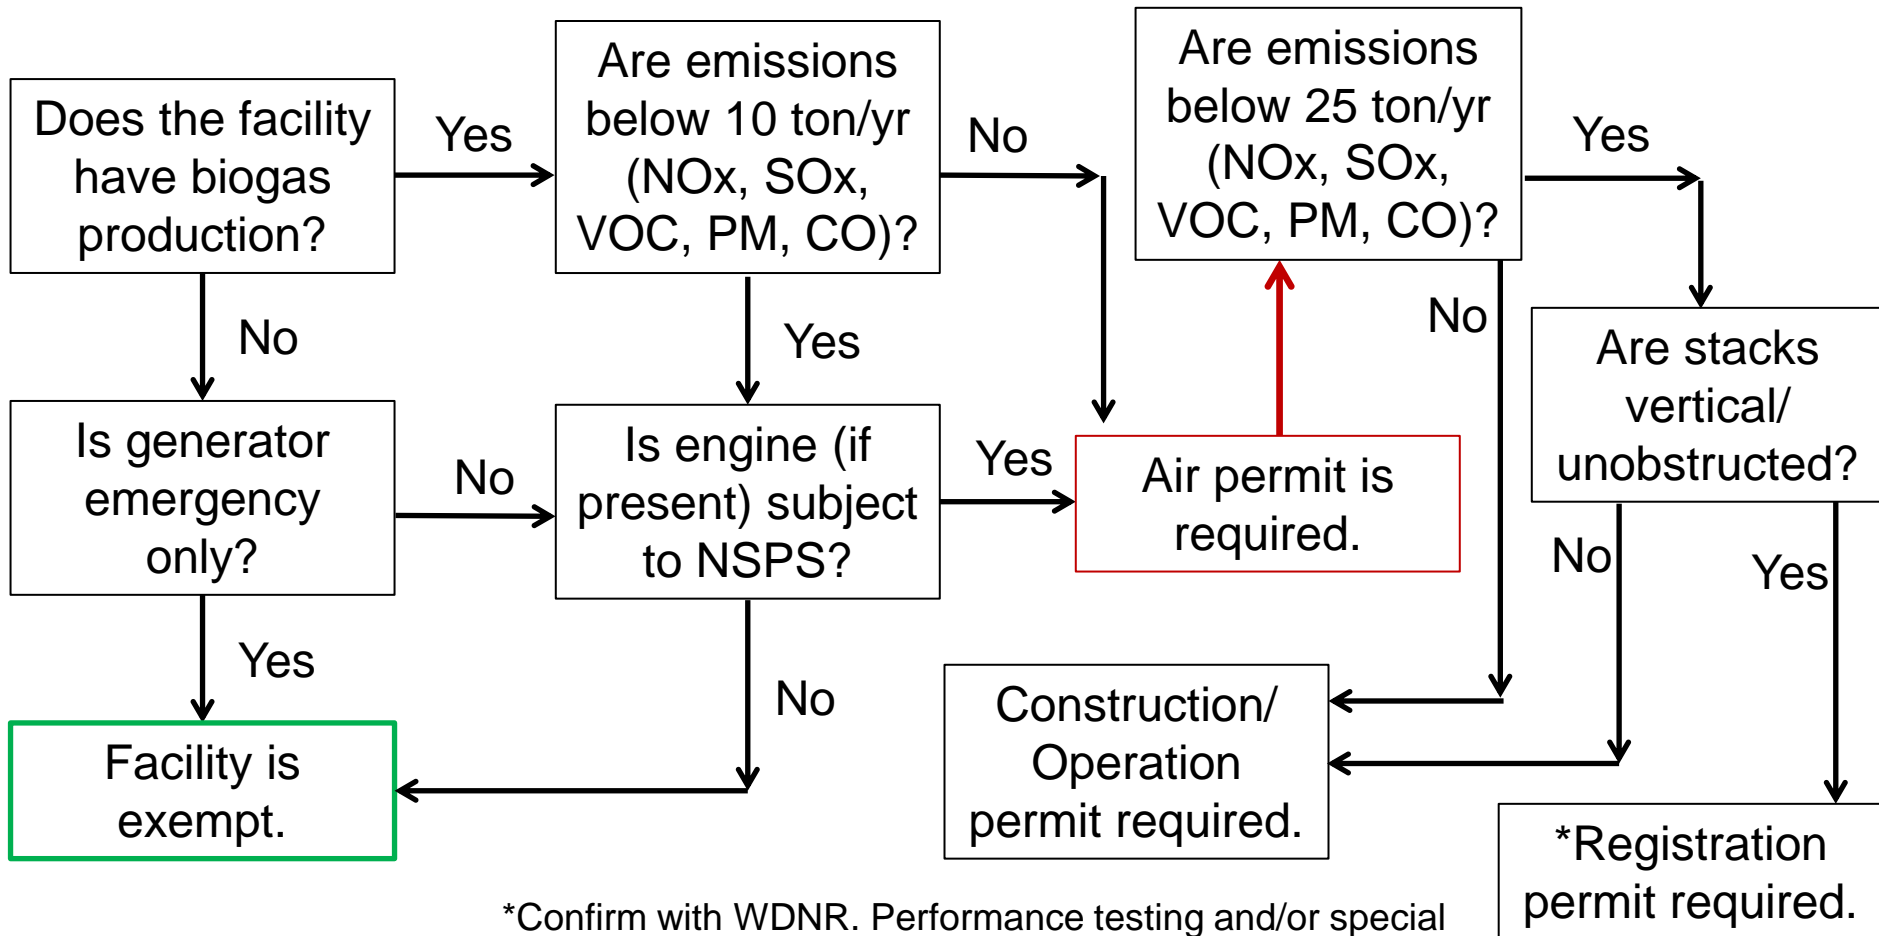 Does the facility
have biogas
production?
Yes
Are emissions
below 10 ton/yr
(NOx, SOx,
VOC, PM, CO)?
No
Are emissions
below 25 ton/yr
(NOx, SOx,
VOC, PM, CO)?
Yes
No
Yes
No
Are stacks
vertical/
unobstructed?
Is generator
emergency
only?
No
Is engine (if
present) subject
to NSPS?
Yes
Air permit is
required.
No
Yes
Yes
No
Facility is
exempt.
Construction/
Operation
permit required.
*Registration
permit required.
*Confirm with WDNR. Performance testing and/or special